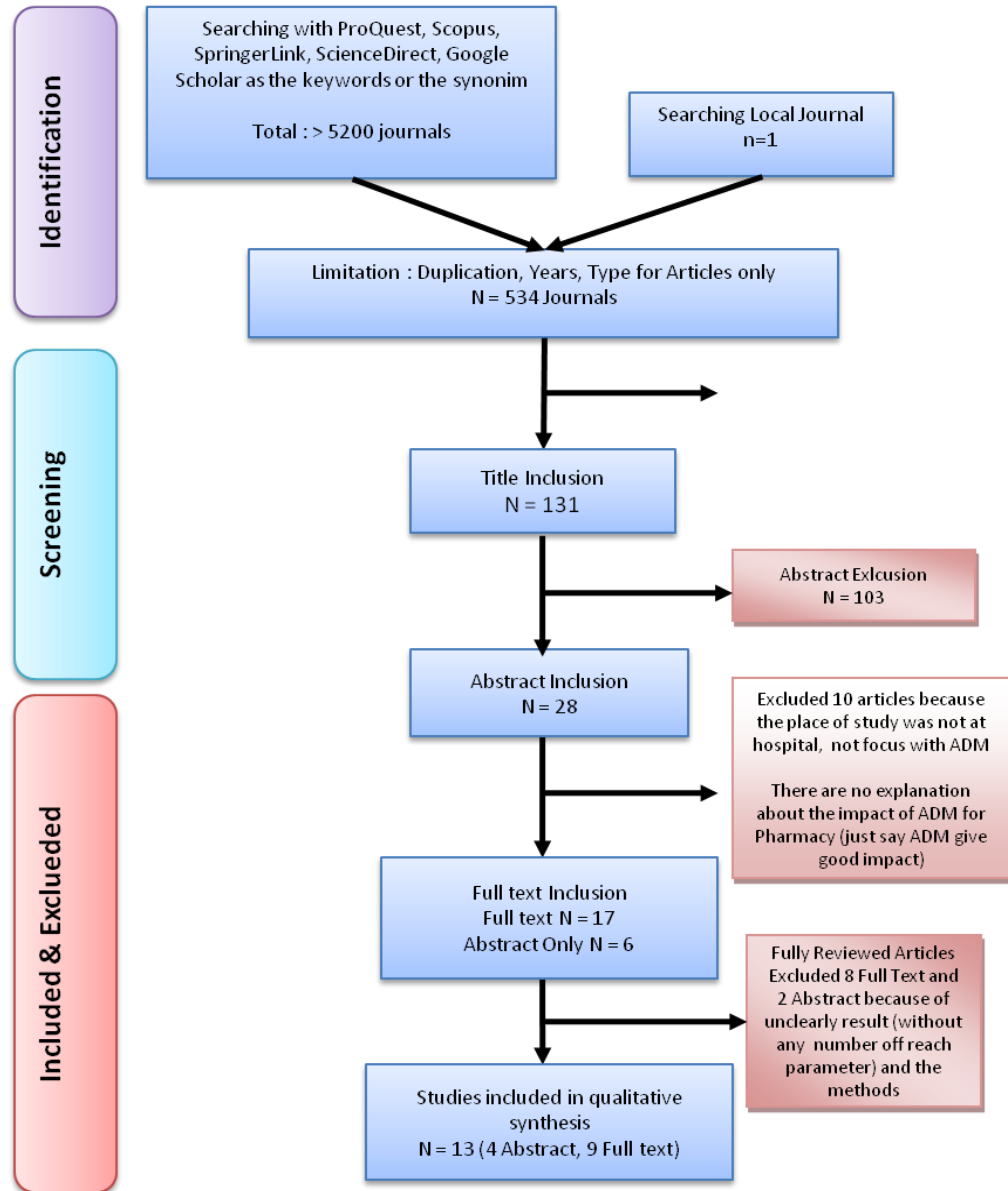 Identification
Searching with ProQuest, Scopus,
SpringerLink, ScienceDirect, Google
Scholar as the keywords or the synonim
Total : > 5200 journals
Searching Local Journal
n=1
Limitation : Duplication, Years, Type for Articles only
N = 534 Journals
Screening
Title Inclusion
N = 131
Abstract Exlcusion
N = 103
Abstract Inclusion
N = 28
Included & Exclueded
Excluded 10 articles because
the place of study was not at
hospital, not focus with ADM
There are no explanation
about the impact of ADM for
Pharmacy (just say ADM give
good impact)
Full text Inclusion
Full text N = 17
Abstract Only N = 6
Fully Reviewed Articles
Excluded 8 Full Text and
2 Abstract because of
unclearly result (without
any number off reach
parameter) and the
methods
Studies included in qualitative
synthesis
N = 13 (4 Abstract, 9 Full text)